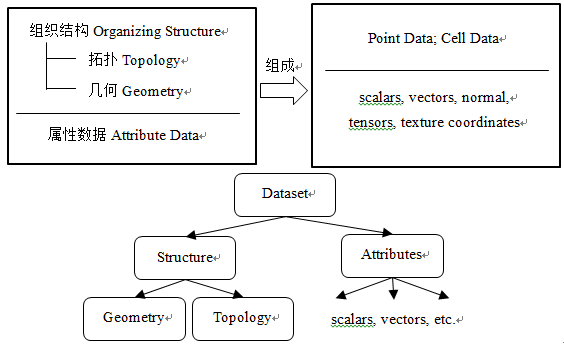 组织结构 Organizing Structure
拓扑 Topology
几何 Geometry
属性数据 Attribute Data
组成
Point Data; Cell Data
scalars, vectors, normal,
tensors, texture coordinates
Dataset
Structure
Attributes
Geometry
Topology
scalars, vectors, etc.